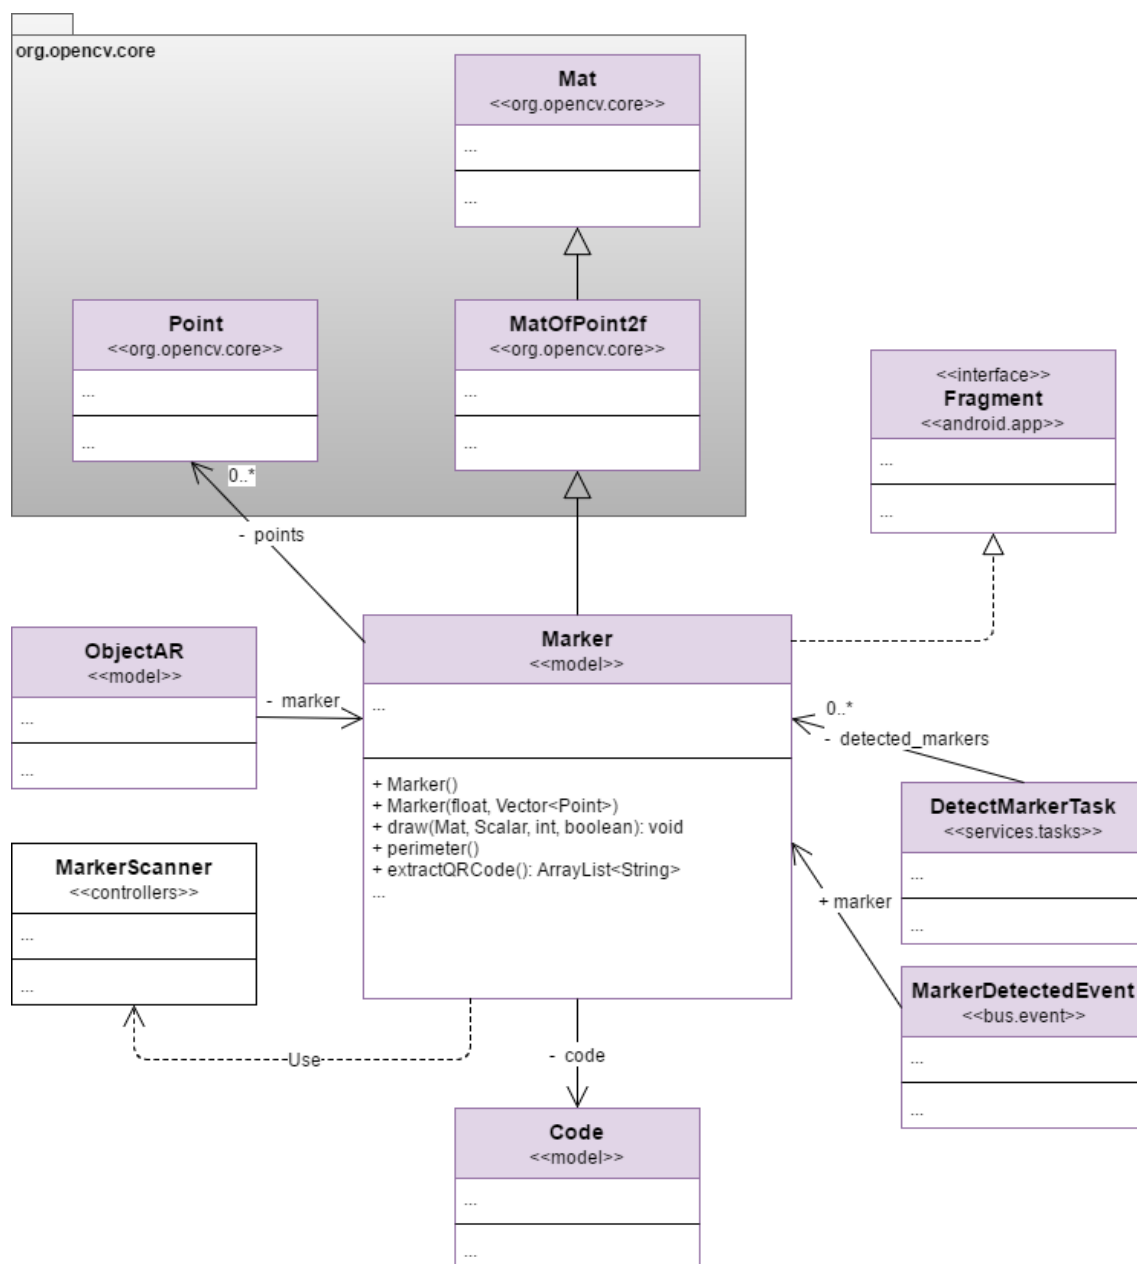 org.opencv.core
Mat
<<org.opencv.core>>
...
...
Point
<<org.opencv.core>>
...
...
MatOfPoint2f
<<org.opencv.core>>
...
...
<<interface>>
Fragment
<<android.app>>
...
...
0..*
- points
ObjectAR
<<model>>
...
...
- marker
Marker
<<model>>
...
+ Marker()
+ Marker(float, Vector<Point>)
+ draw(Mat, Scalar, int, boolean): void
+ perimeter()
+ extractQRCode(): ArrayList<String>
...
0..*
- detected_markers
DetectMarkerTask
<<services.tasks>>
...
...
MarkerScanner
<<controllers>>
...
...
+ marker
MarkerDetectedEvent
<<bus.event>>
...
...
Use
- code
Code
<<model>>
...
...